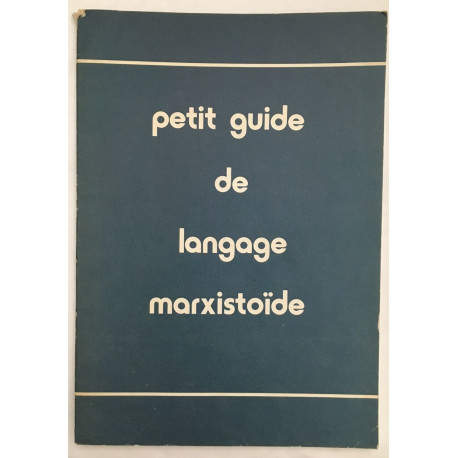 petit guide
de
langage
marxistoïde